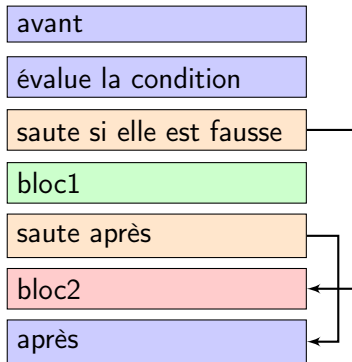 avant
évalue la condition
saute si elle est fausse
bloc1
saute après
bloc2
après